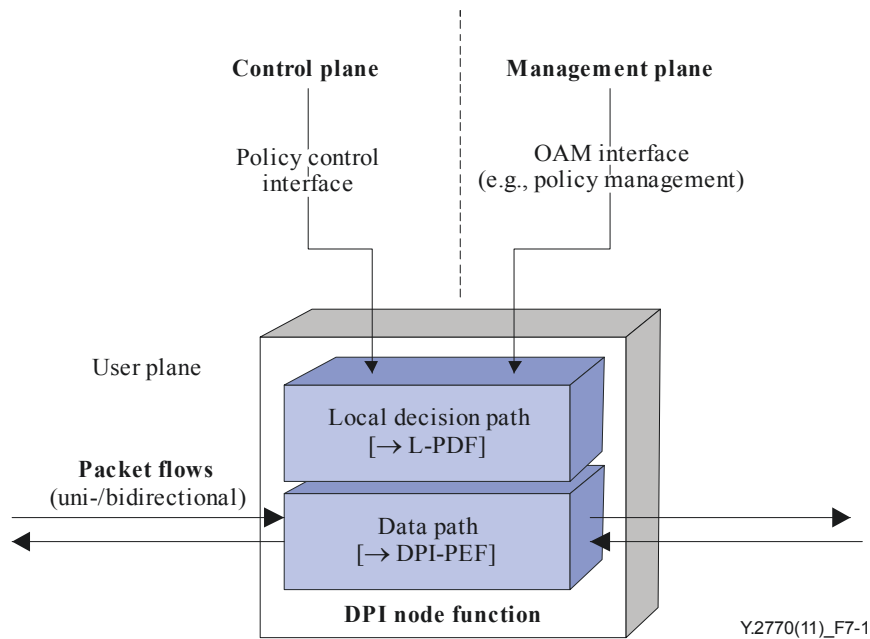 Control plane
Management plane
Policy control
interface
OAM interface
(e.g., policy management)
User plane
Local decision path
[→ L-PDF]
Packet flows
(uni-/bidirectional)
Data path
[→ DPI-PEF]
DPI node function
Y.2770(11)_F7-1